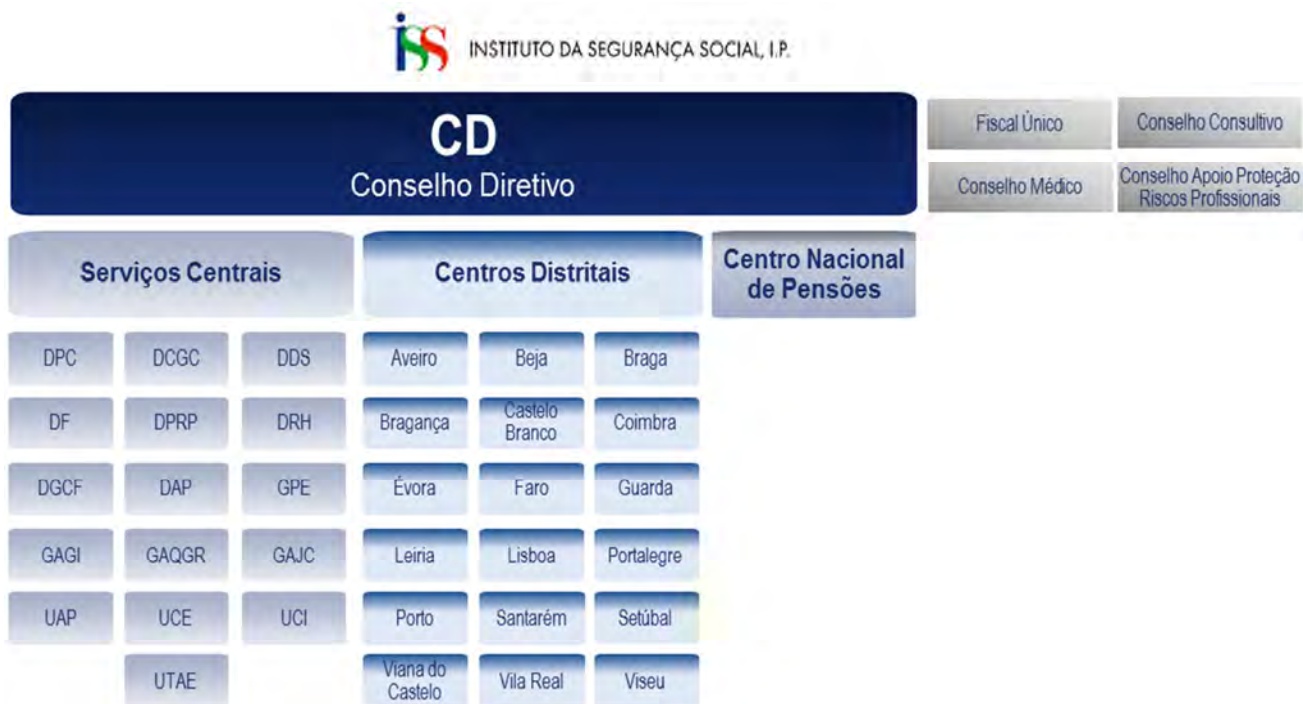 iSS INSTITUTO DA SEGURANÇA SOCIAL, I.P.
CD
Conselho Diretivo
Fiscal Único
Conselho Consultivo
Conselho Médico
Conselho Apoio Proteção
Riscos Profissionais
Serviços Centrais
Centros Distritais
Centro Nacional
de Pensões
DPC
DCGC
DDS
Aveiro
Beja
Braga
DF
DPRP
DRH
Bragança
Castelo
Branco
Coimbra
DGCF
DAP
GPE
Évora
Faro
Guarda
GAGI
GAQGR
GAJC
Leiria
Lisboa
Portalegre
UAP
UCE
UCI
Porto
Santarém
Setúbal
UTAE
Viana do
Castelo
Vila Real
Viseu